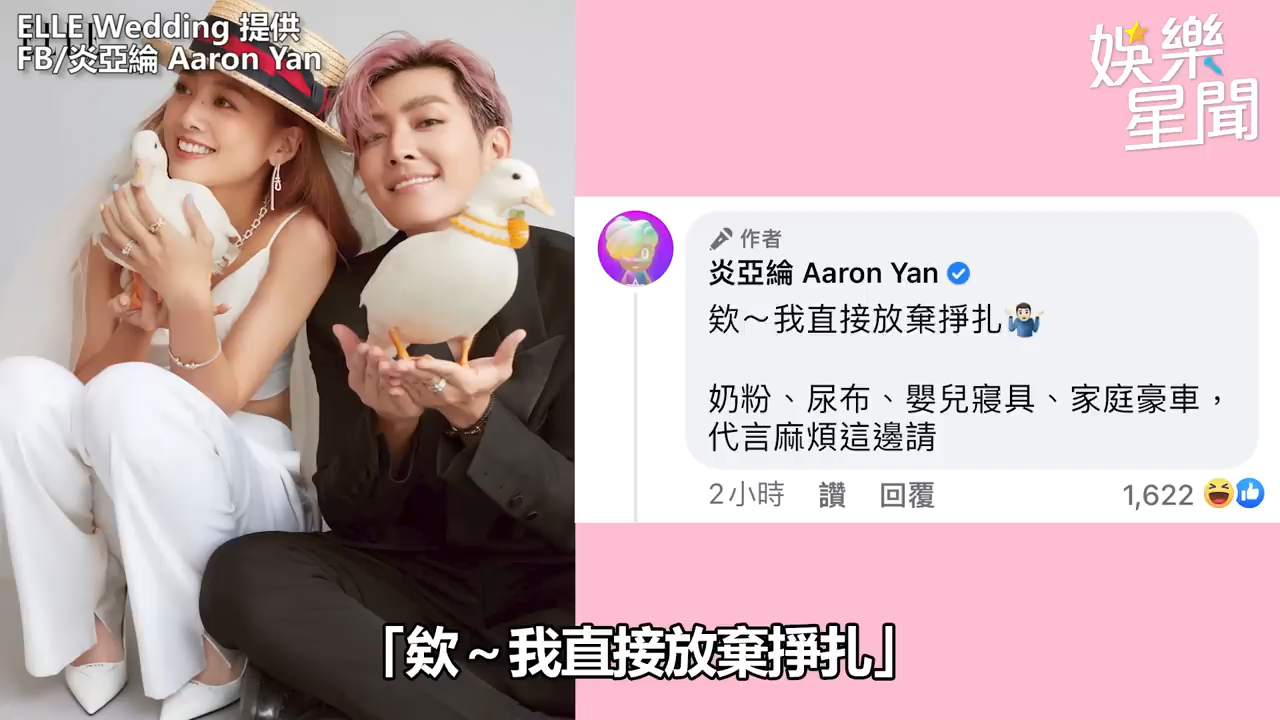 ELLE Wedding 提供
FB/炎亞綸 Aaron Yan
娛樂
星聞
作者
炎亞綸 Aaron Yan
欸～我直接放棄掙扎🤷🏻‍♂️
奶粉、尿布、嬰兒寢具、家庭豪車，
代言麻煩這邊請
2小時 讚 回覆 1,622
「欸~我直接放棄掙扎」